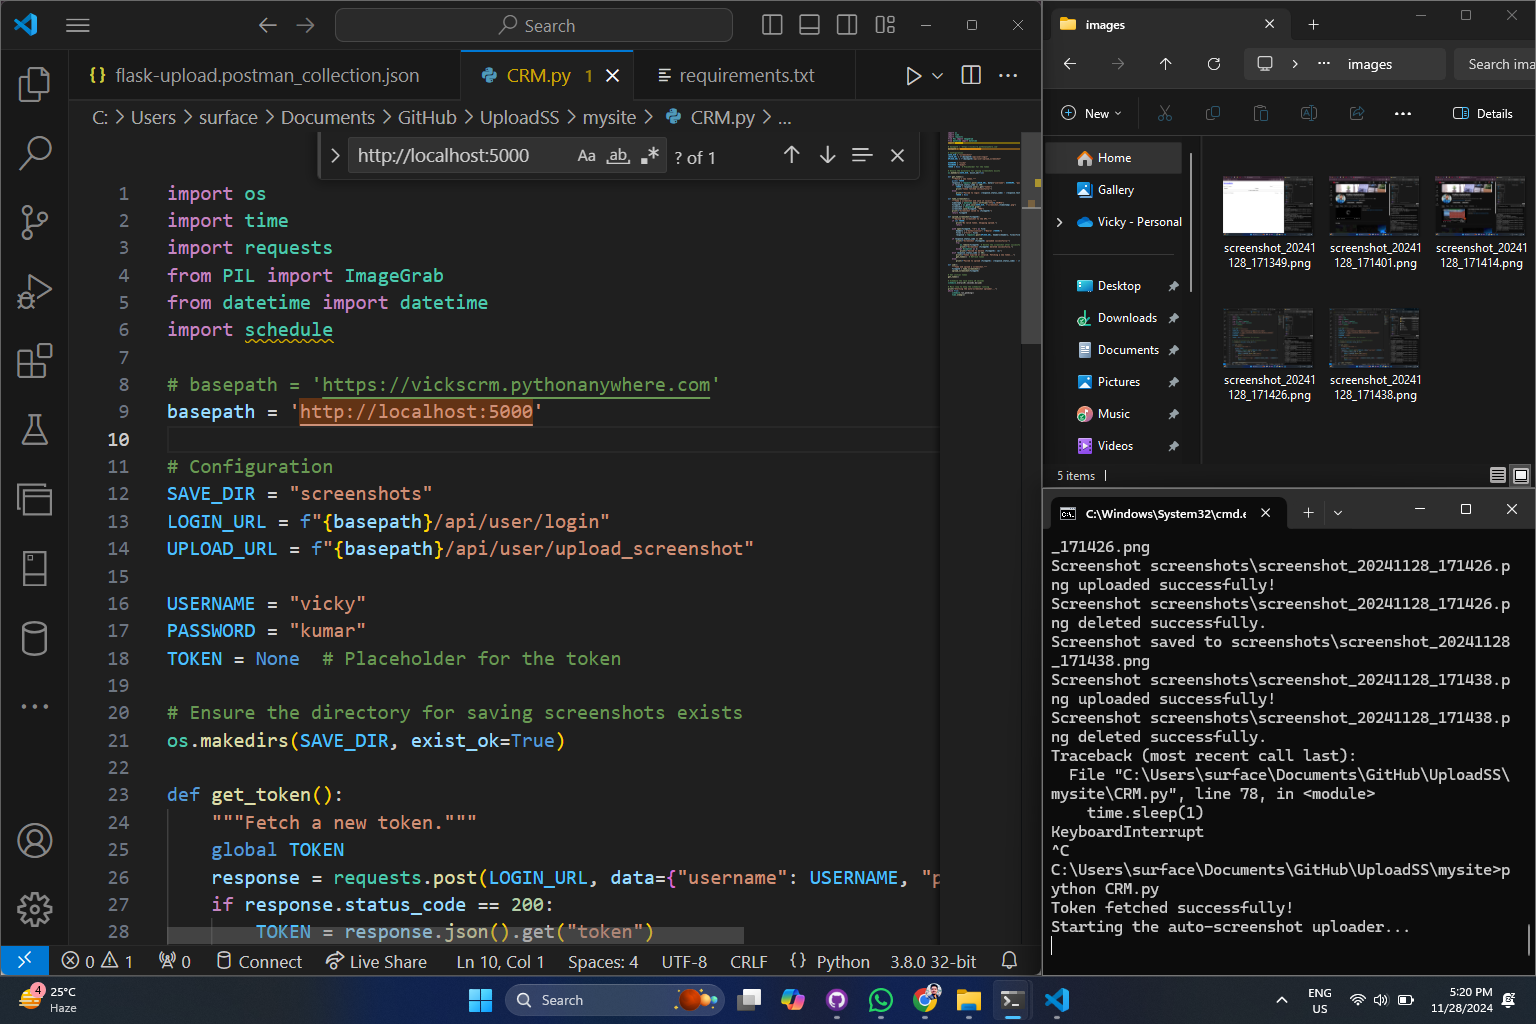 Search
flask-upload.postman_collection.json
CRM.py 1
requirements.txt
C: > Users > surface > Documents > GitHub > UploadSS > mysite > CRM.py > ...
http://localhost:5000 Aa ab .* ? of 1
1 import os
2 import time
3 import requests
4 from PIL import ImageGrab
5 from datetime import datetime
6 import schedule
7
8 # basepath = 'https://vickscrm.pythonanywhere.com'
9 basepath = 'http://localhost:5000'
10
11 # Configuration
12 SAVE_DIR = "screenshots"
13 LOGIN_URL = f"{basepath}/api/user/login"
14 UPLOAD_URL = f"{basepath}/api/user/upload_screenshot"
15
16 USERNAME = "vicky"
17 PASSWORD = "kumar"
18 TOKEN = None  # Placeholder for the token
19
20 # Ensure the directory for saving screenshots exists
21 os.makedirs(SAVE_DIR, exist_ok=True)
22
23 def get_token():
24 """Fetch a new token."""
25 global TOKEN
26 response = requests.post(LOGIN_URL, data={"username": USERNAME, "p
27 if response.status_code == 200:
28 TOKEN = response.json().get("token")
0 1 0 Connect Live Share Ln 10, Col 1 Spaces: 4 UTF-8 CRLF {} Python 3.8.0 32-bit
images
images
Search ima
New
Details
Home
Gallery
Vicky - Personal
Desktop
Downloads
Documents
Pictures
Music
Videos
screenshot_20241
128_171349.png
screenshot_20241
128_171401.png
screenshot_20241
128_171414.png
screenshot_20241
128_171426.png
screenshot_20241
128_171438.png
5 items
C:\Windows\System32\cmd.e
_171426.png
Screenshot screenshots\screenshot_20241128_171426.p
ng uploaded successfully!
Screenshot screenshots\screenshot_20241128_171426.p
ng deleted successfully.
Screenshot saved to screenshots\screenshot_20241128
_171438.png
Screenshot screenshots\screenshot_20241128_171438.p
ng uploaded successfully!
Screenshot screenshots\screenshot_20241128_171438.p
ng deleted successfully.
Traceback (most recent call last):
File "C:\Users\surface\Documents\GitHub\UploadSS\
mysite\CRM.py", line 78, in <module>
time.sleep(1)
KeyboardInterrupt
^C
C:\Users\surface\Documents\GitHub\UploadSS\mysite>p
ython CRM.py
Token fetched successfully!
Starting the auto-screenshot uploader...
4
25°C
Haze
Search
ENG
US
5:20 PM
11/28/2024